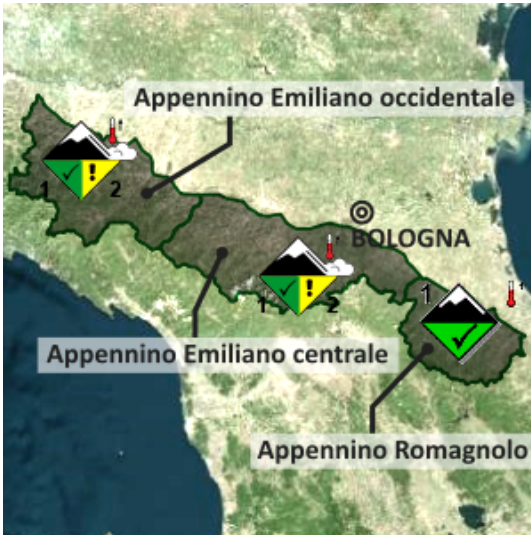 Appennino Emiliano occidentale
1 ! 2
BOLOGNA
1 ! 2
1
Appennino Emiliano centrale
Appennino Romagnolo